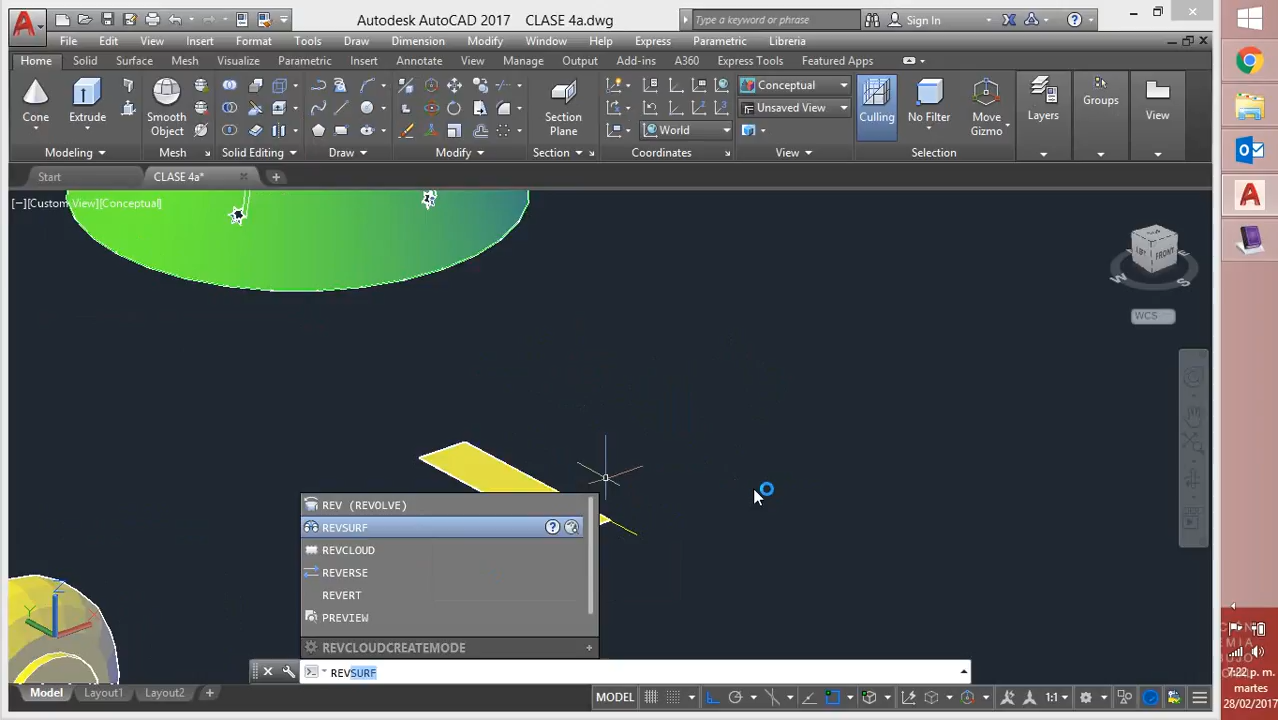 Autodesk AutoCAD 2017 CLASE 4a.dwg
Type a keyword or phrase
Sign In
File Edit View Insert Format Tools Draw Dimension Modify Window Help Express Parametric Libreria
Home Solid Surface Mesh Visualize Parametric Insert Annotate View Manage Output Add-ins A360 Express Tools Featured Apps
Cone
Extrude
Smooth Object
Section Plane
World
Conceptual
Unsaved View
Culling
No Filter
Move Gizmo
Layers
Groups
View
Modeling Mesh Solid Editing Draw Modify Section Coordinates View Selection
Start
CLASE 4a*
[−][Custom View][Conceptual]
FRONT
W
S
E
WCS
REV (REVOLVE)
REVSURF
REVCLOUD
REVERSE
REVERT
PREVIEW
REVCLOUDCREATEMODE
REVSURF
Z
Y
X
Model Layout1 Layout2
MODEL
1:1
7:22 p. m.
martes
28/02/2017